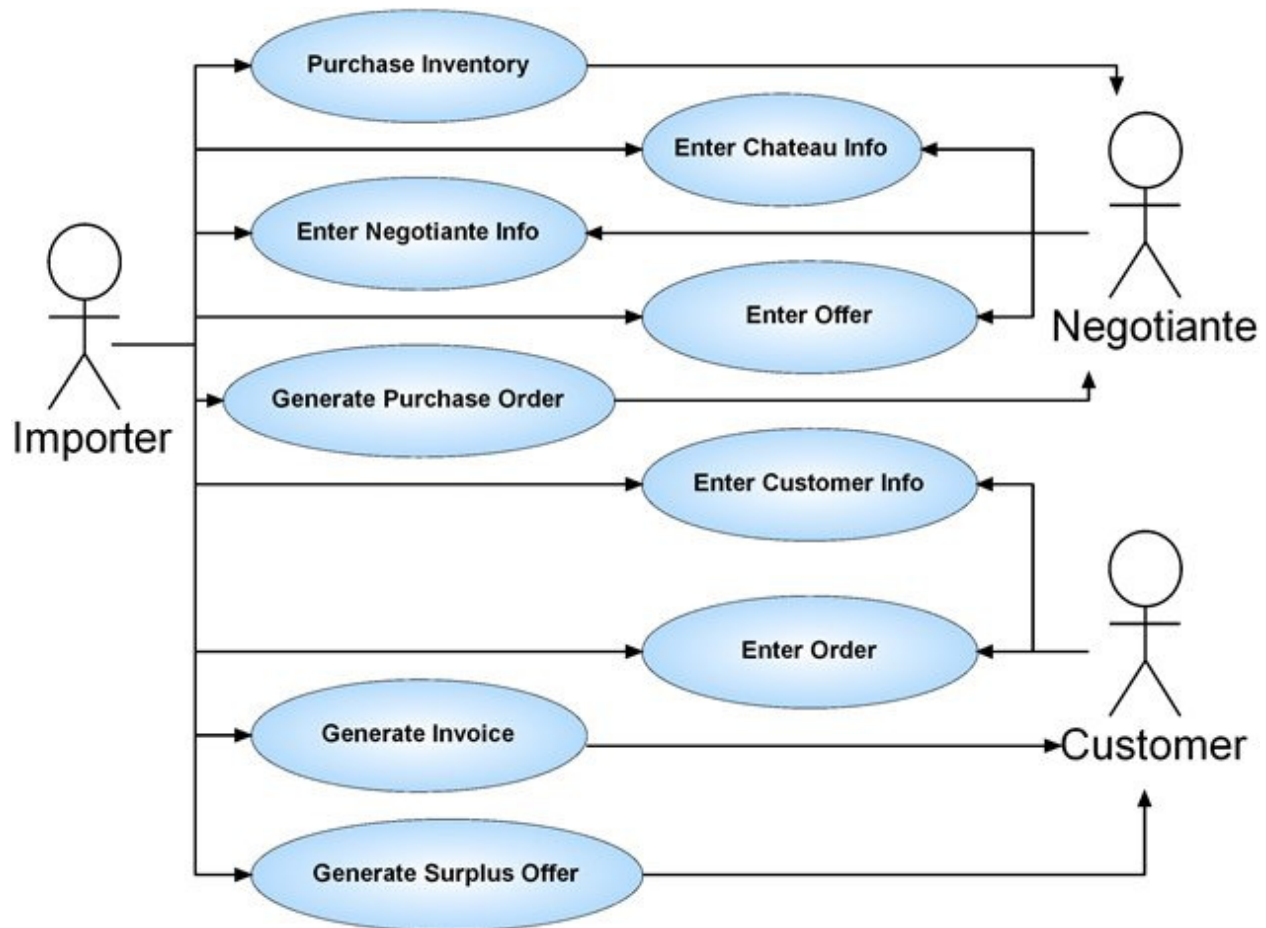 Purchase Inventory
Enter Chateau Info
Enter Negotiante Info
Enter Offer
Negotiante
Generate Purchase Order
Importer
Enter Customer Info
Enter Order
Generate Invoice
Customer
Generate Surplus Offer